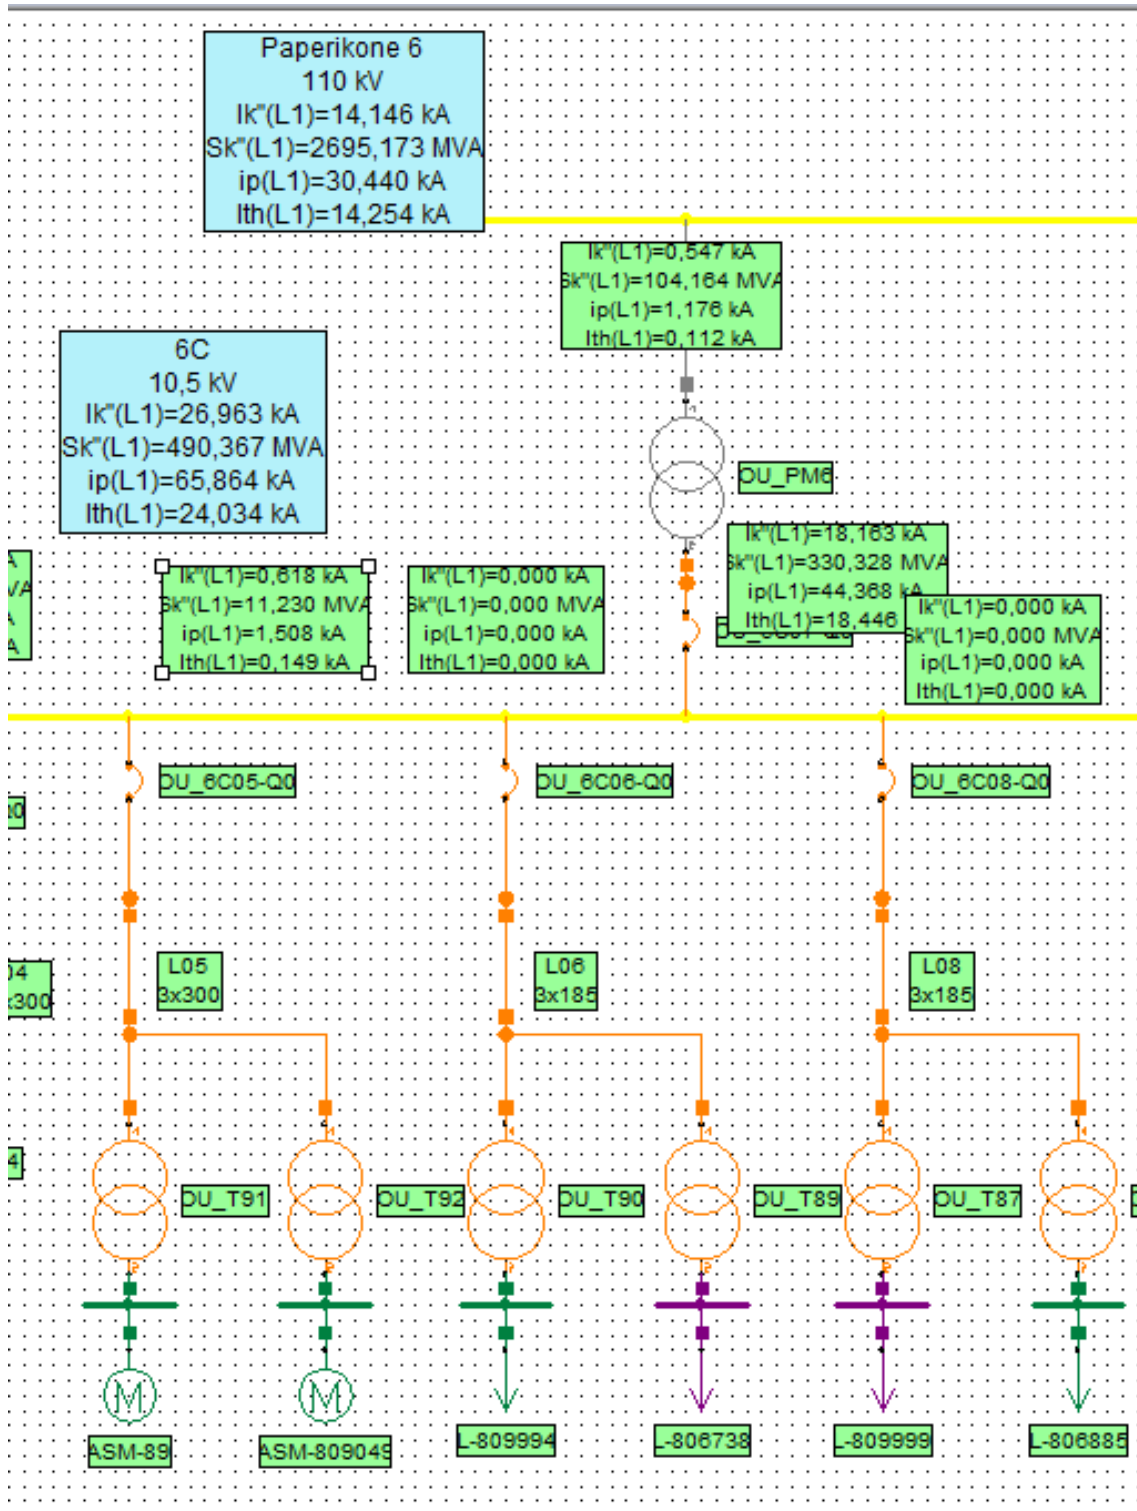 Paperikone 6
110 kV
Ik"(L1)=14,146 kA
Sk"(L1)=2695,173 MVA
ip(L1)=30,440 kA
Ith(L1)=14,254 kA
Ik"(L1)=0,547 kA
Sk"(L1)=104,164 MVA
ip(L1)=1,176 kA
Ith(L1)=0,112 kA
6C
10,5 kV
Ik"(L1)=26,963 kA
Sk"(L1)=490,367 MVA
ip(L1)=65,864 kA
Ith(L1)=24,034 kA
OU_PM6
Ik"(L1)=18,163 kA
Sk"(L1)=330,328 MVA
ip(L1)=44,368 kA
Ith(L1)=18,446
Ik"(L1)=0,618 kA
Sk"(L1)=11,230 MVA
ip(L1)=1,508 kA
Ith(L1)=0,149 kA
Ik"(L1)=0,000 kA
Sk"(L1)=0,000 MVA
ip(L1)=0,000 kA
Ith(L1)=0,000 kA
Ik"(L1)=0,000 kA
Sk"(L1)=0,000 MVA
ip(L1)=0,000 kA
Ith(L1)=0,000 kA
OU_6C05-Q0
OU_6C06-Q0
OU_6C08-Q0
L05
3x300
L06
3x185
L08
3x185
OU_T91
OU_T92
OU_T90
OU_T89
OU_T87
M
M
ASM-89
ASM-809049
L-809994
L-806738
L-809999
L-806885